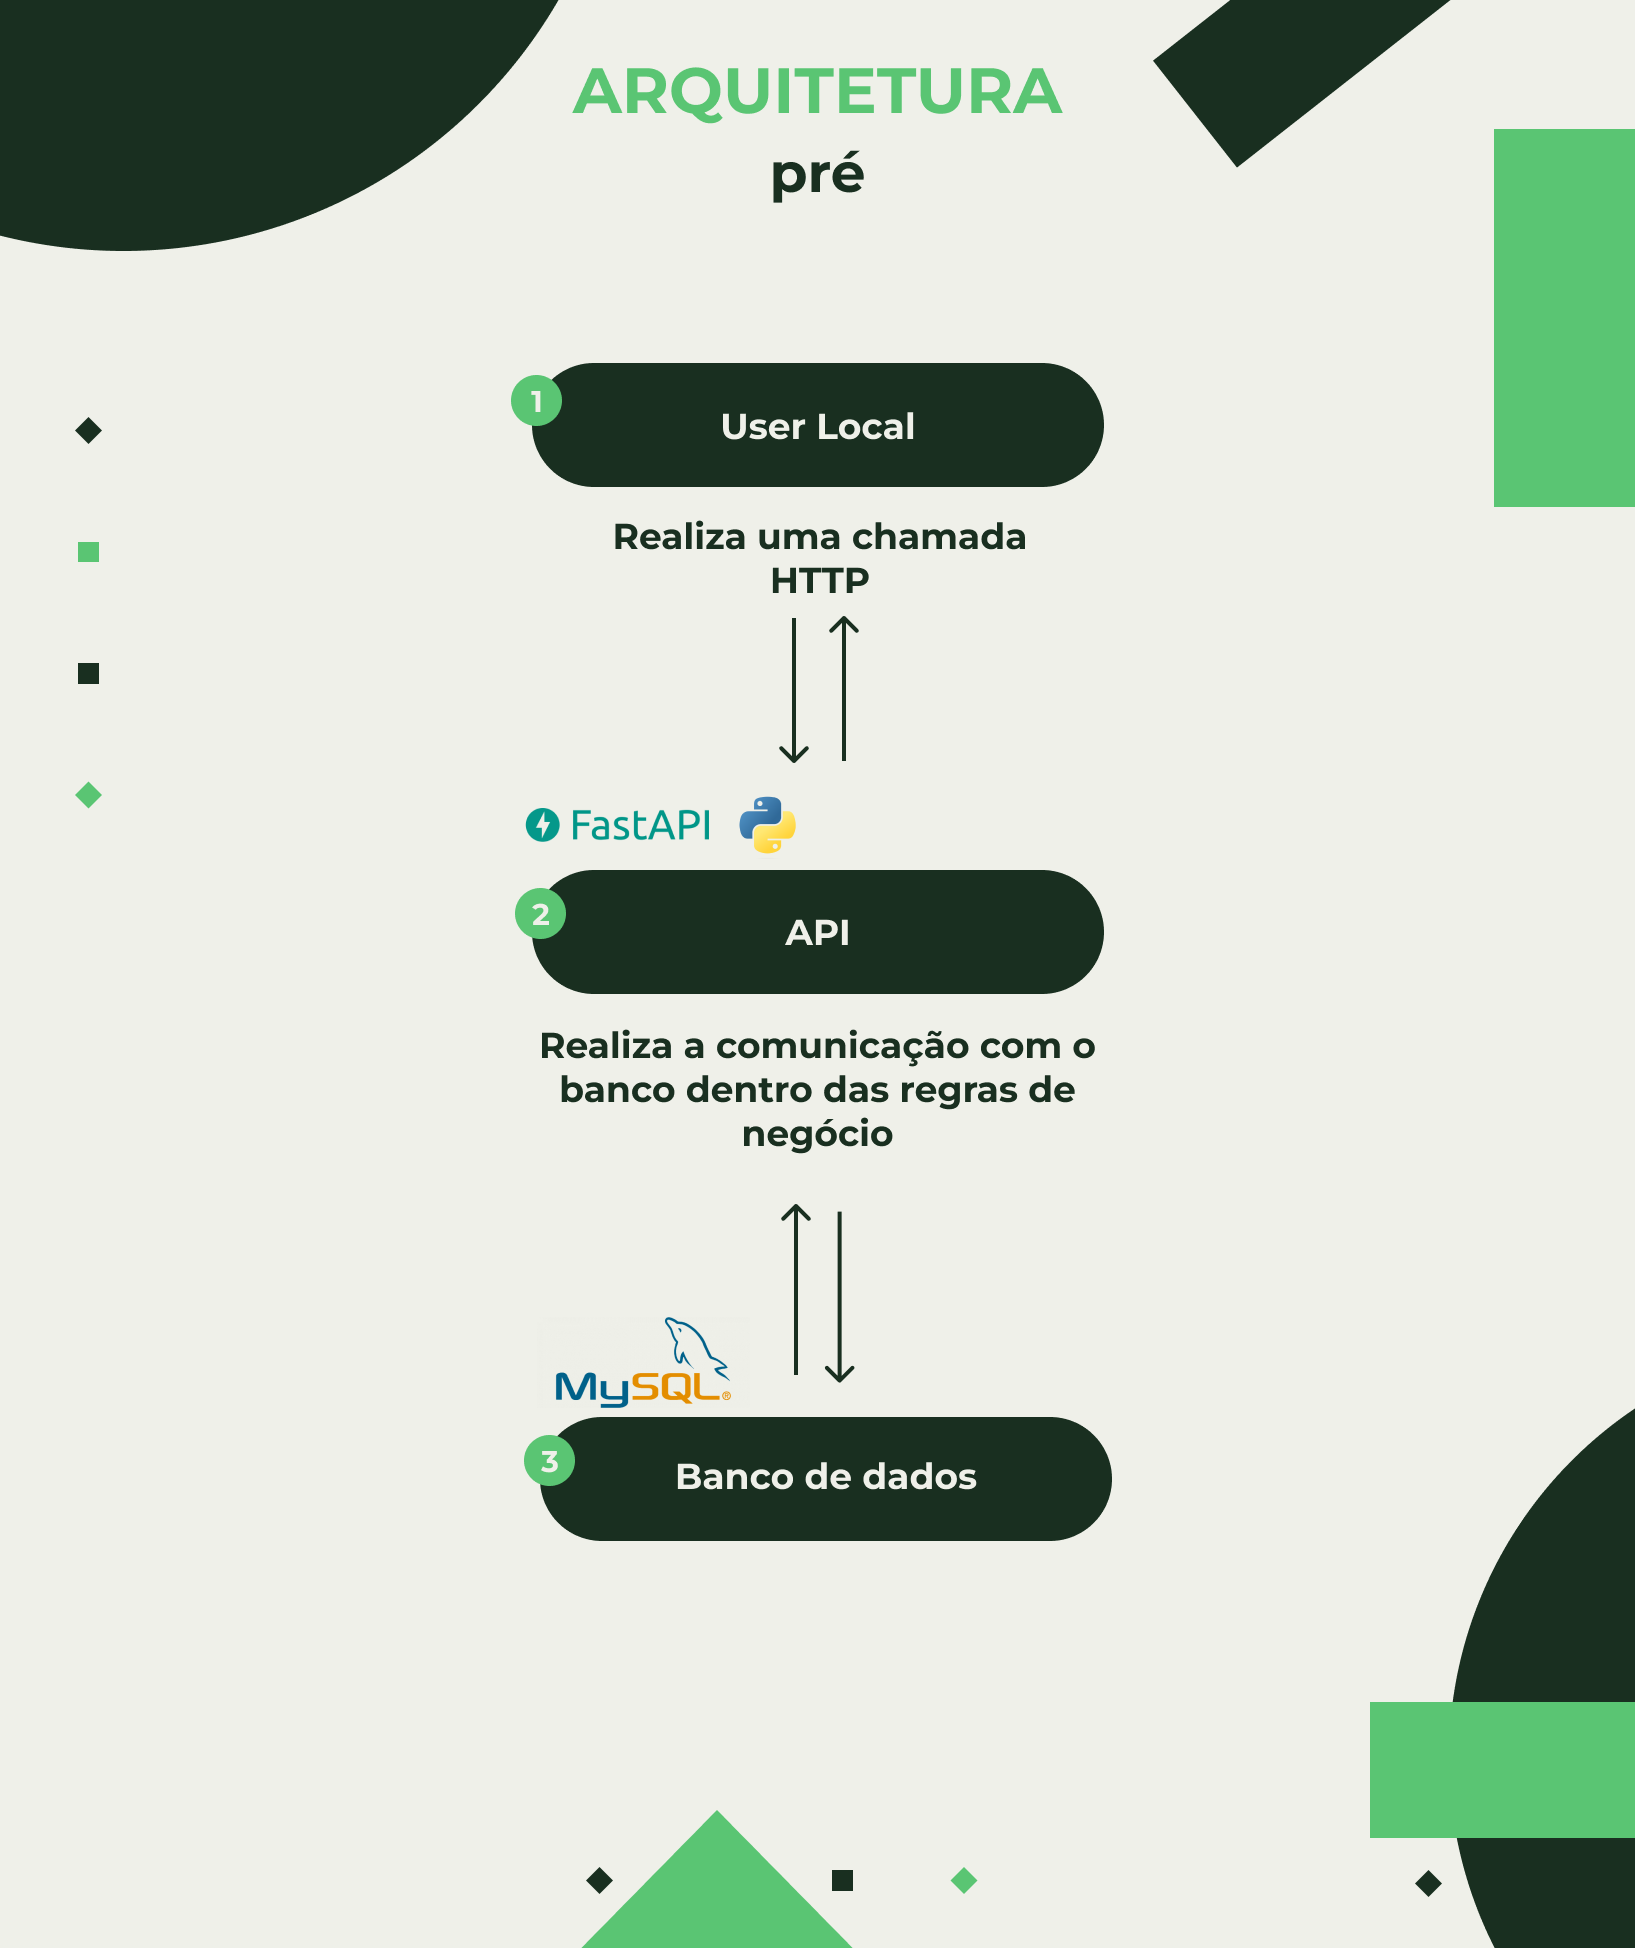 ARQUITETURA
pré
1
User Local
Realiza uma chamada
HTTP
FastAPI
2
API
Realiza a comunicação com o
banco dentro das regras de
negócio
MySQL®
3
Banco de dados